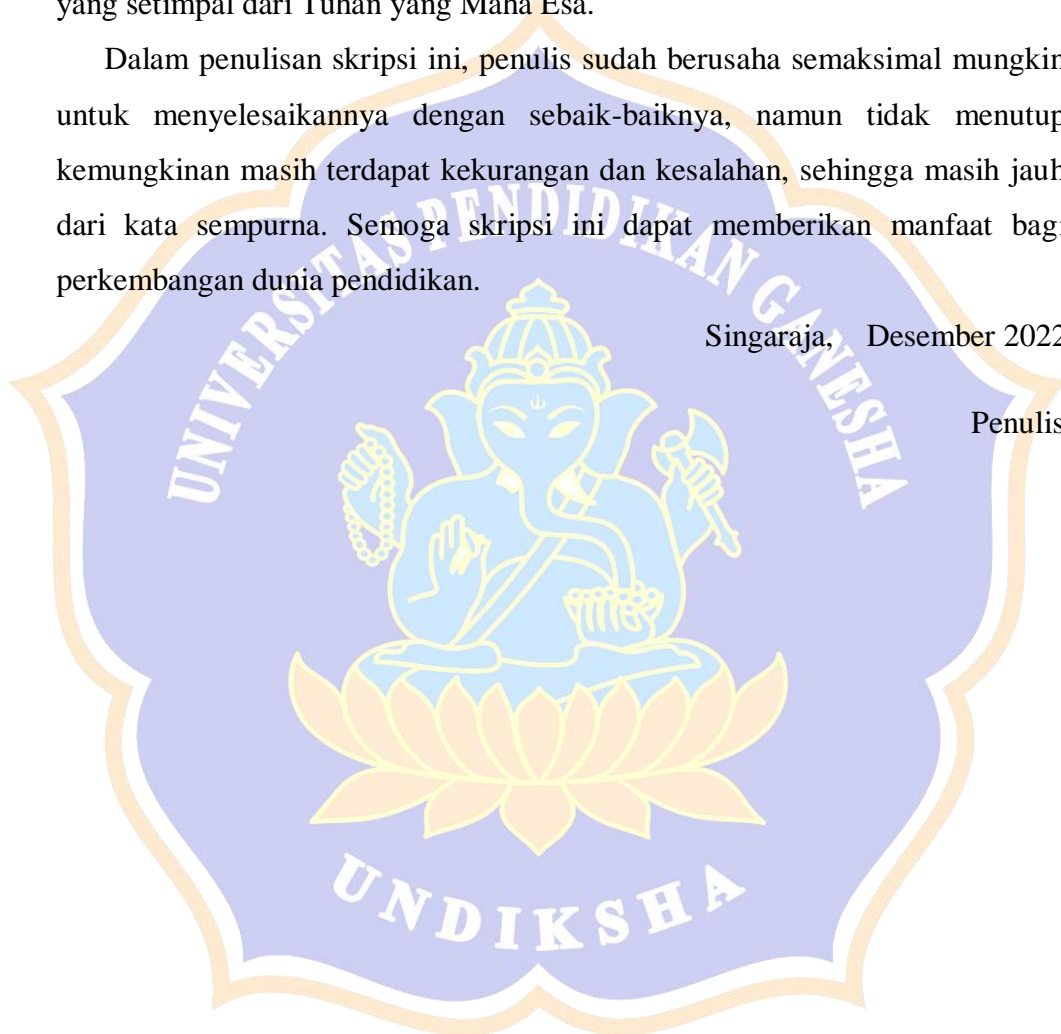 yang setimpal dari Tuhan yang Maha Esa.
Dalam penulisan skripsi ini, penulis sudah berusaha semaksimal mungkin
untuk menyelesaikannya dengan sebaik-baiknya, namun tidak menutup
kemungkinan masih terdapat kekurangan dan kesalahan, sehingga masih jauh
dari kata sempurna. Semoga skripsi ini dapat memberikan manfaat bagi
perkembangan dunia pendidikan.
Singaraja, Desember 2022
Penulis
UNIVERSITAS PENDIDIKAN GANESHA
UNDIKSHA